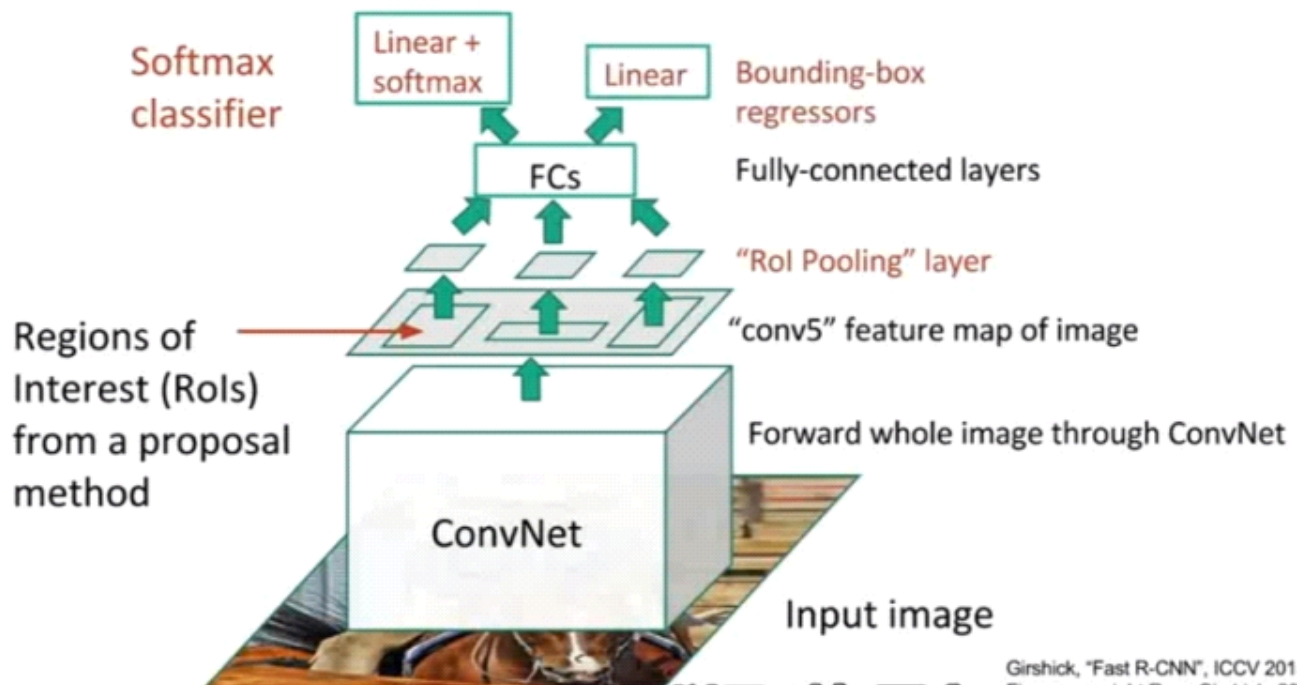 Softmax
classifier
Linear +
softmax
Linear
Bounding-box
regressors
FCs
Fully-connected layers
"RoI Pooling" layer
Regions of
Interest (RoIs)
from a proposal
method
"conv5" feature map of image
Forward whole image through ConvNet
ConvNet
Input image
Girshick, "Fast R-CNN", ICCV 201